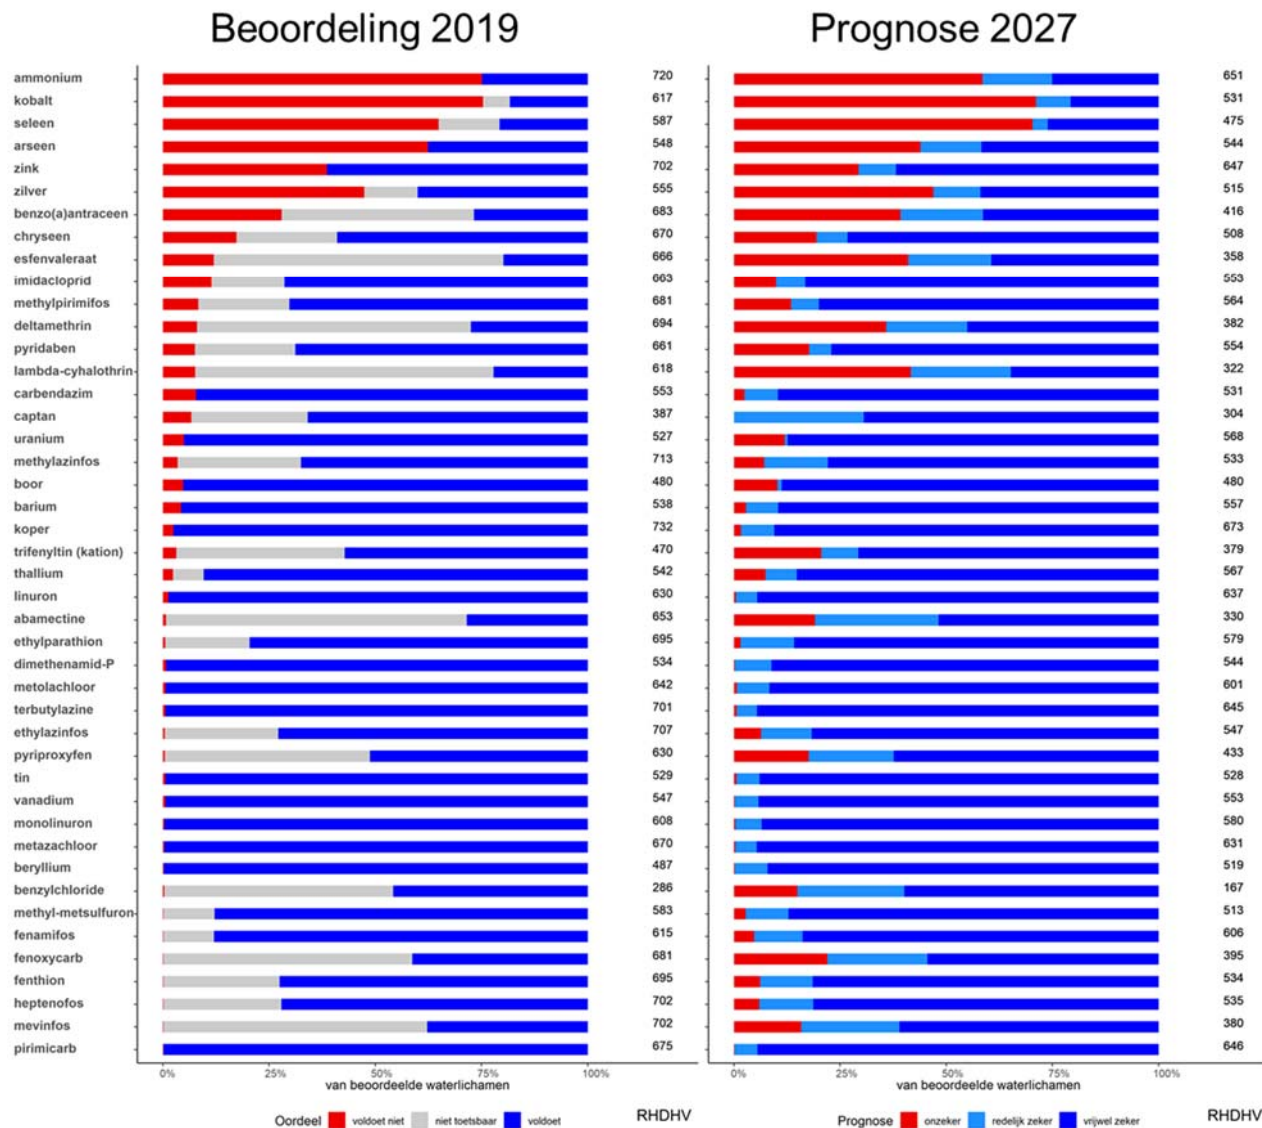 Beoordeling 2019 Prognose 2027
ammonium 720 651
kobalt 617 531
seleen 587 475
arseen 548 544
zink 702 647
zilver 555 515
benzo(a)antraceen 683 416
chryseen 670 508
esfenvaleraat 666 358
imidacloprid 663 553
methylpirimifos 681 564
deltamethrin 694 382
pyridaben 661 554
lambda-cyhalothrin 618 322
carbendazim 553 531
captan 387 304
uranium 527 568
methylazinfos 713 533
boor 480 480
barium 538 557
koper 732 673
trifenyltin (kation) 470 379
thallium 542 567
linuron 630 637
abamectine 653 330
ethylparathion 695 579
dimethenamid-P 534 544
metolachloor 642 601
terbutylazine 701 645
ethylazinfos 707 547
pyriproxyfen 630 433
tin 529 528
vanadium 547 553
monolinuron 608 580
metazachloor 670 631
beryllium 487 519
benzylchloride 286 167
methyl-metsulfuron 583 513
fenamifos 615 606
fenoxycarb 681 395
fenthion 695 534
heptenofos 702 535
mevinfos 702 380
pirimicarb 675 646
0% 25% 50% 75% 100% 0% 25% 50% 75% 100%
van beoordeelde waterlichamen van beoordeelde waterlichamen
Oordeel voldoet niet niet toetsbaar voldoet RHDHV Prognose onzeker redelijk zeker vrijwel zeker RHDHV